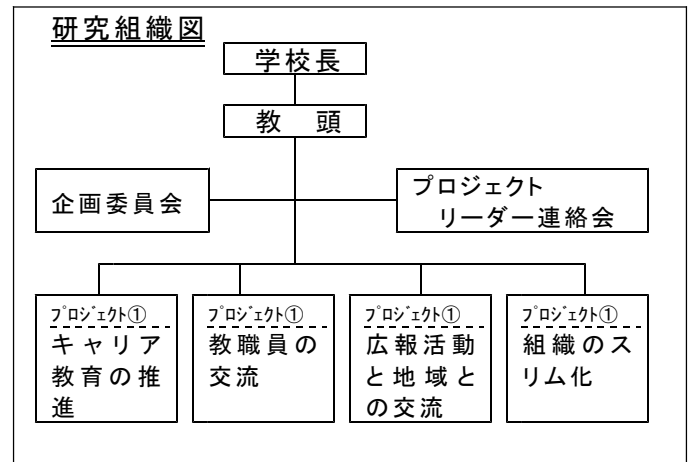 研究組織図
学校長
教　頭
企画委員会
プロジェクト
リーダー連絡会
ﾌﾟﾛｼﾞｪｸﾄ①
キャリア
教育の推
進
ﾌﾟﾛｼﾞｪｸﾄ①
教職員の
交流
ﾌﾟﾛｼﾞｪｸﾄ①
広報活動
と地域と
の交流
ﾌﾟﾛｼﾞｪｸﾄ①
組織のス
リム化